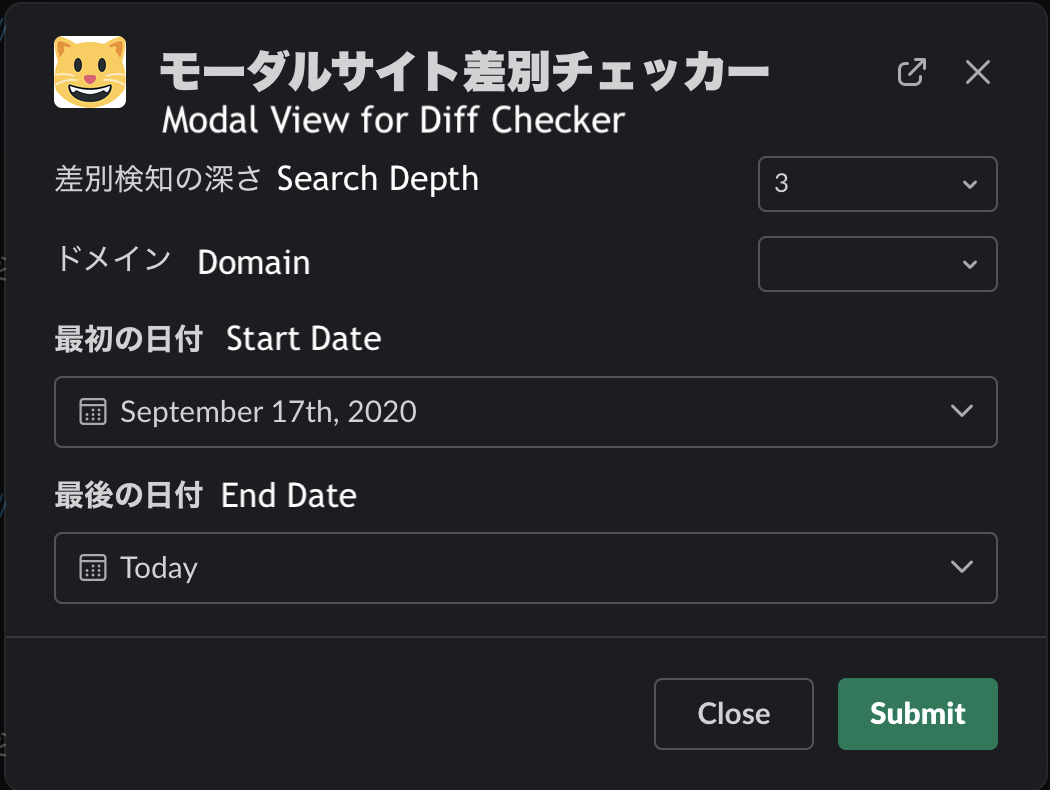 モーダルサイト差別チェッカー
Modal View for Diff Checker
差別検知の深さ Search Depth
3
ドメイン Domain
最初の日付 Start Date
September 17th, 2020
最後の日付 End Date
Today
Close
Submit